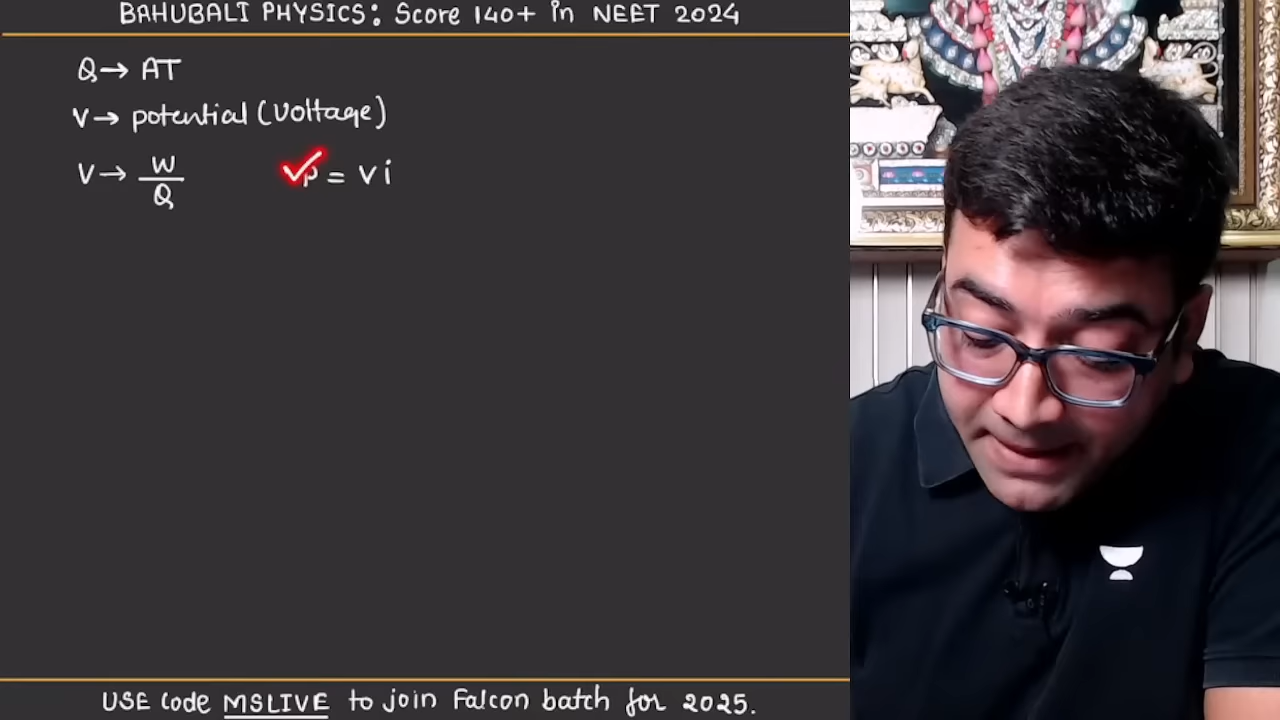 BAHUBALI PHYSICS: Score 140+ in NEET 2024
Q→ AT
V→ potential (Voltage)
V→ W/Q P = vi
USE Code MSLIVE to join Falcon batch for 2025.